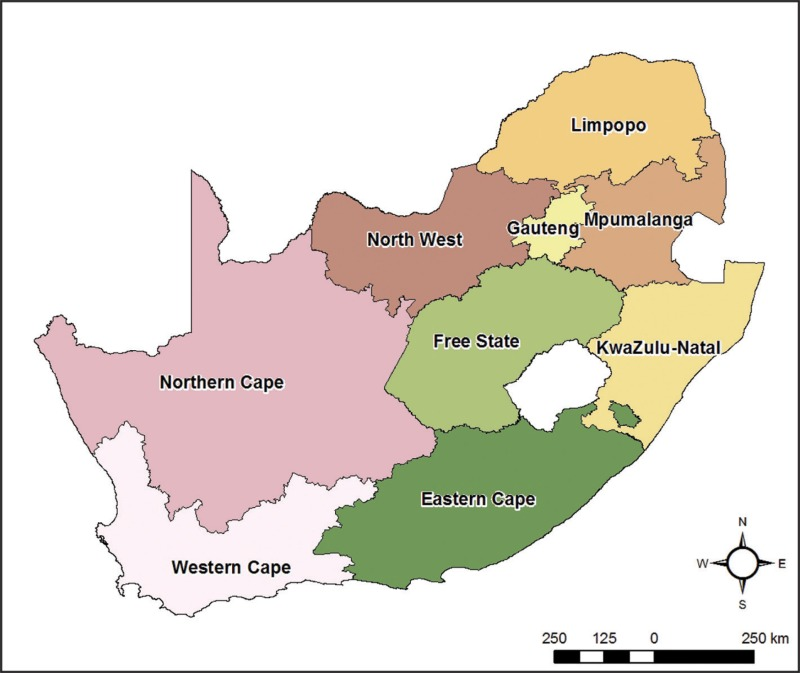 Limpopo
Mpumalanga
Gauteng
North West
Free State
KwaZulu-Natal
Northern Cape
Eastern Cape
Western Cape
N
W E
S
250 125 0 250 km